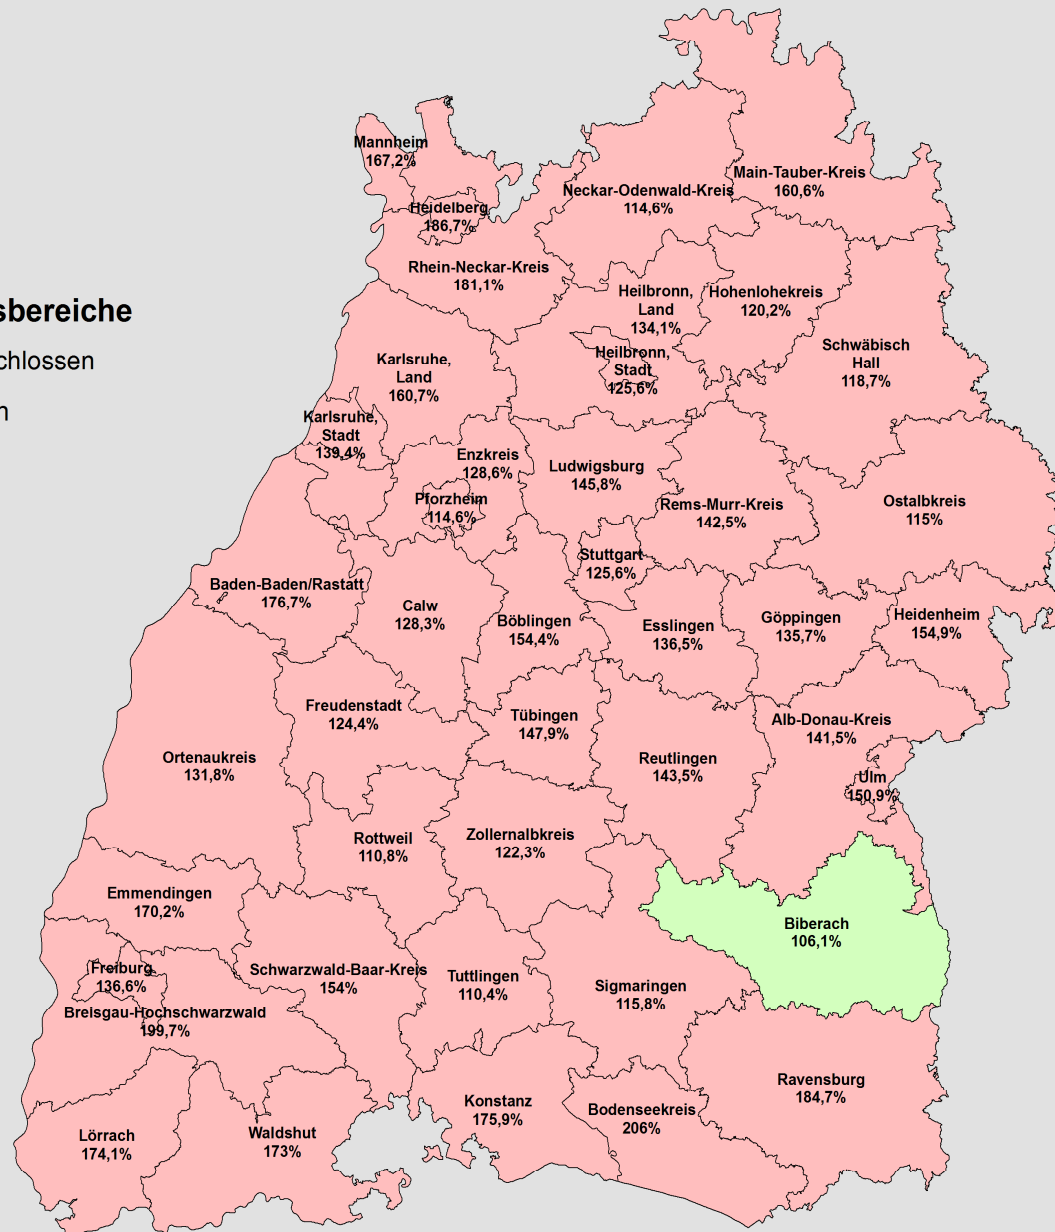 Mannheim
167,2%
Heidelberg
186,7%
Neckar-Odenwald-Kreis
114,6%
Main-Tauber-Kreis
160,6%
Rhein-Neckar-Kreis
181,1%
Heilbronn,
Land
134,1%
Hohenlohekreis
120,2%
sbereiche
chlossen
n
Karlsruhe,
Land
160,7%
Heilbronn,
Stadt
125,6%
Schwäbisch
Hall
118,7%
Karlsruhe,
Stadt
139,4%
Enzkreis
128,6%
Ludwigsburg
145,8%
Pforzheim
114,6%
Rems-Murr-Kreis
142,5%
Ostalbkreis
115%
Stuttgart
125,6%
Baden-Baden/Rastatt
176,7%
Calw
128,3%
Böblingen
154,4%
Esslingen
136,5%
Göppingen
135,7%
Heidenheim
154,9%
Freudenstadt
124,4%
Tübingen
147,9%
Alb-Donau-Kreis
141,5%
Ortenaukreis
131,8%
Reutlingen
143,5%
Ulm
150,9%
Rottweil
110,8%
Zollernalbkreis
122,3%
Emmendingen
170,2%
Biberach
106,1%
Freiburg
136,6%
Schwarzwald-Baar-Kreis
154%
Tuttlingen
110,4%
Sigmaringen
115,8%
Breisgau-Hochschwarzwald
199,7%
Ravensburg
184,7%
Konstanz
175,9%
Bodenseekreis
206%
Lörrach
174,1%
Waldshut
173%